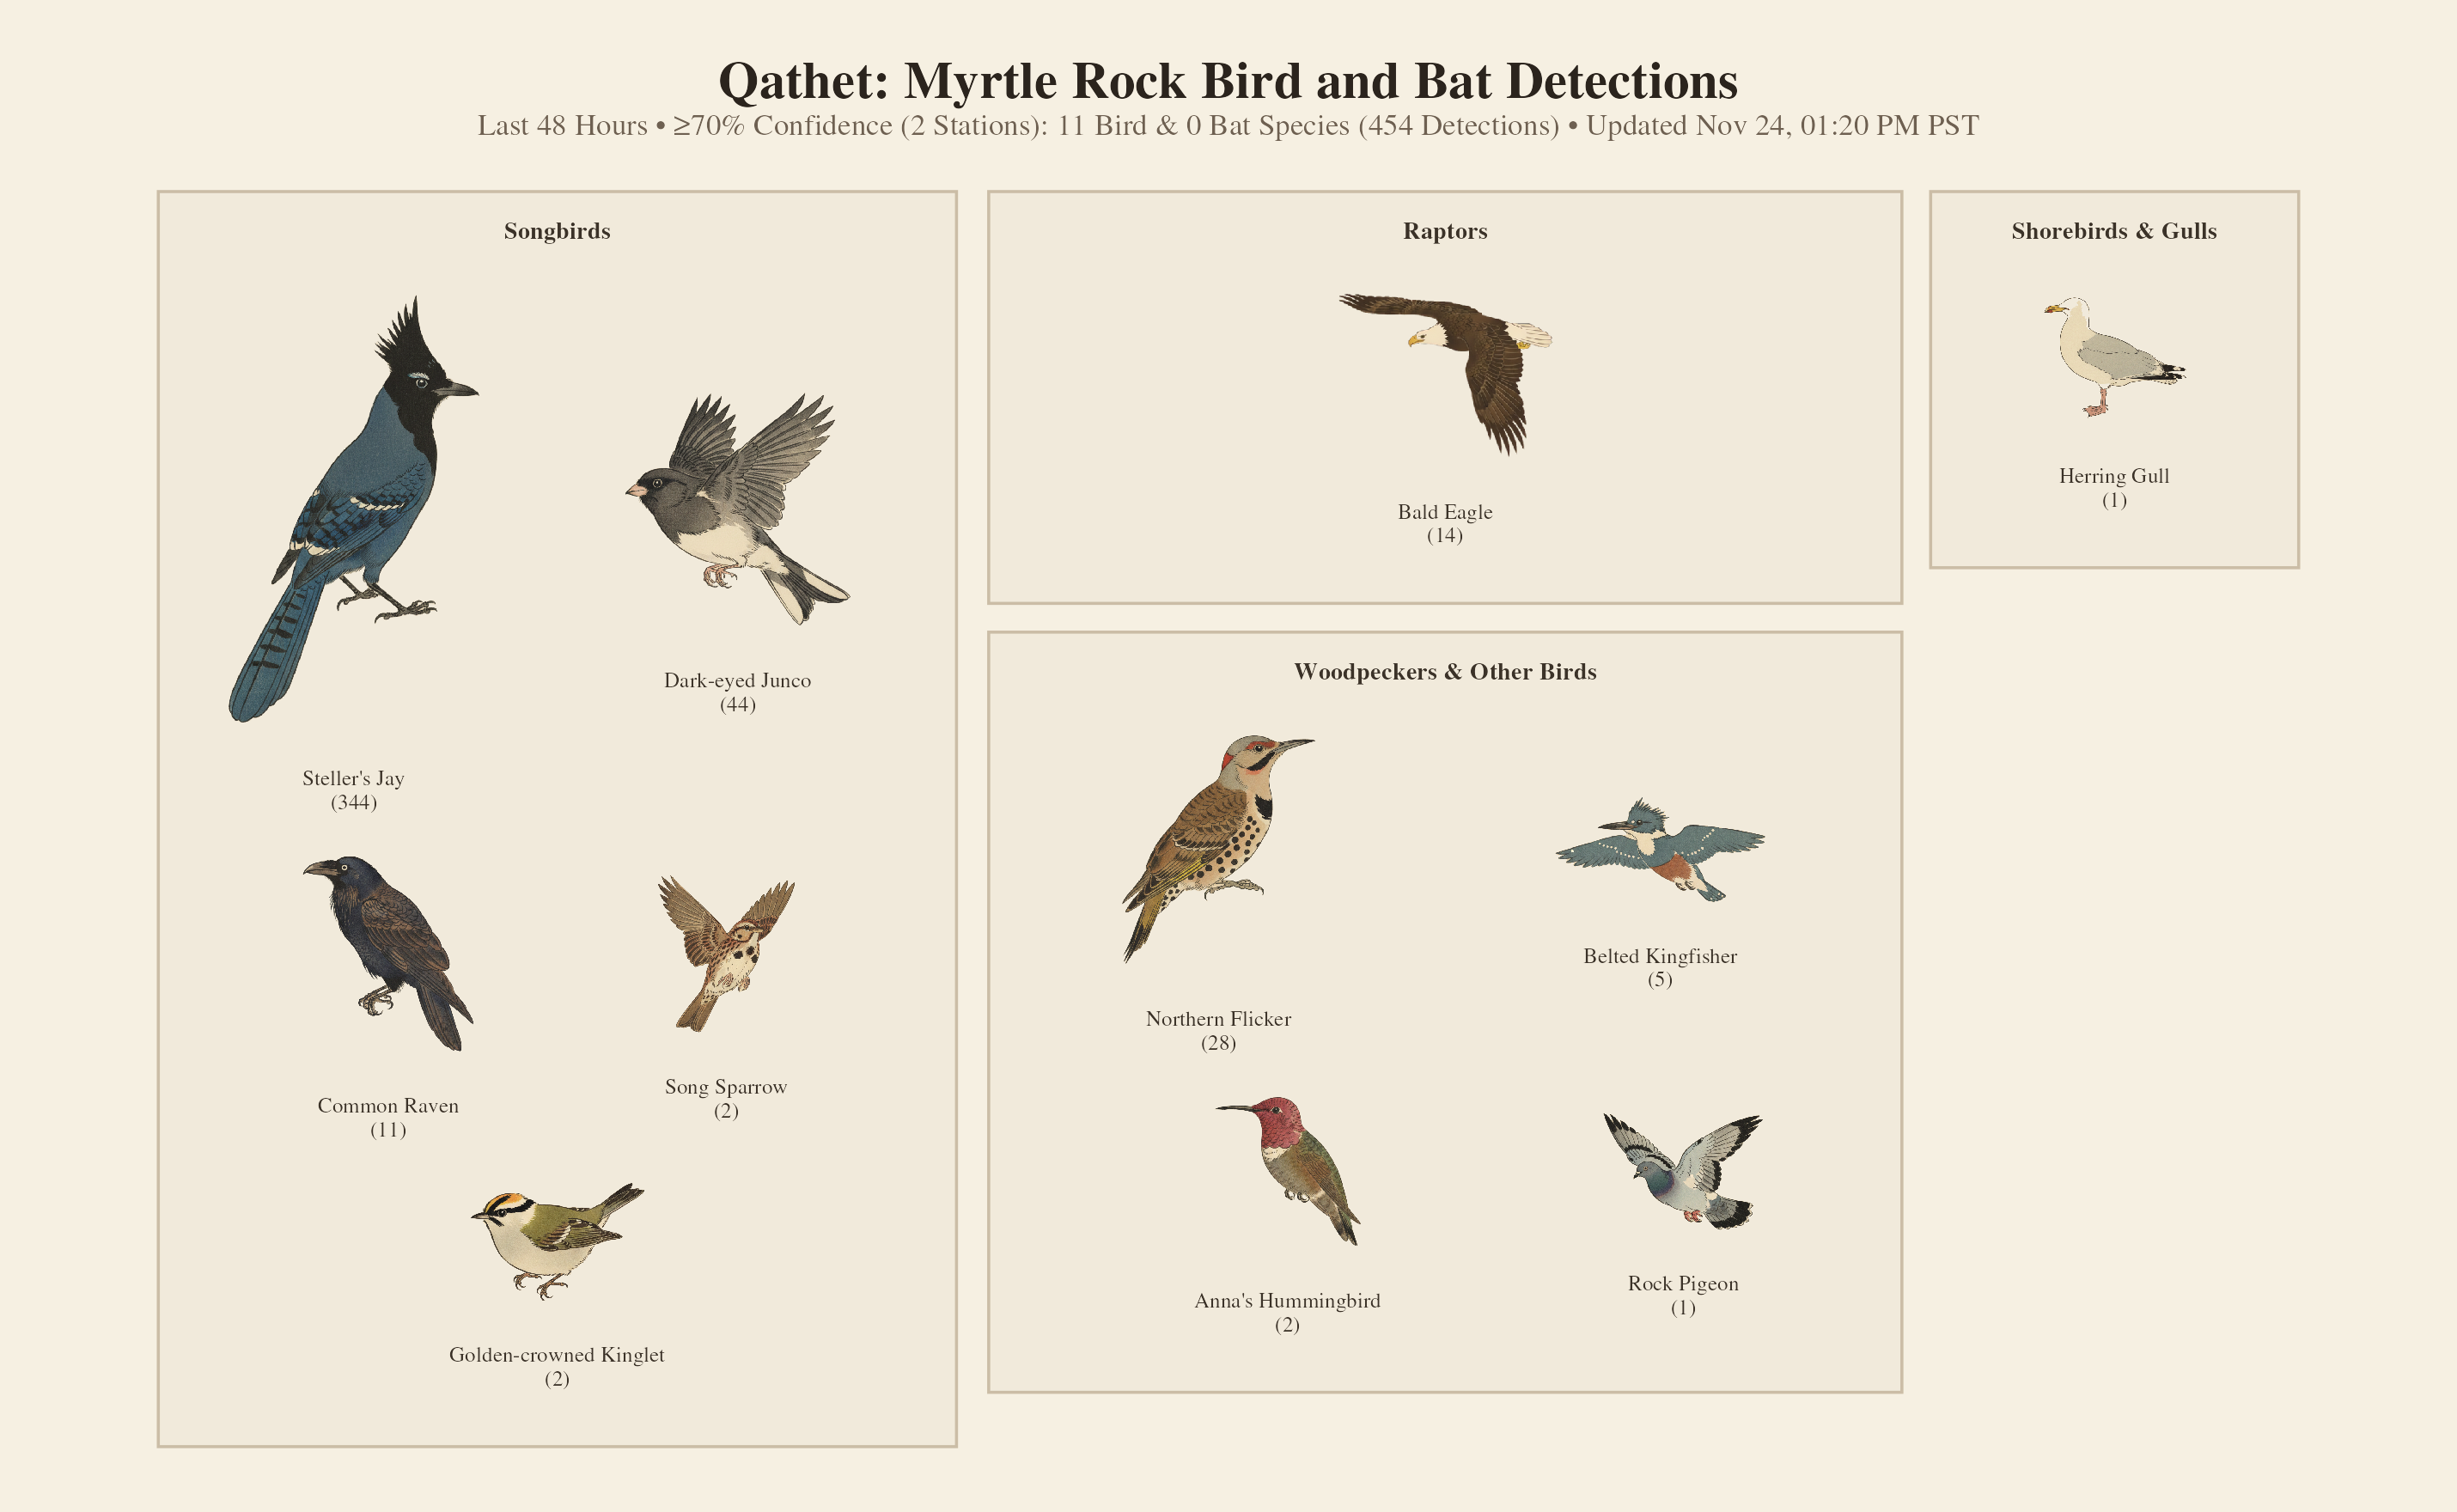 Qathet: Myrtle Rock Bird and Bat Detections
Last 48 Hours • ≥70% Confidence (2 Stations): 11 Bird & 0 Bat Species (454 Detections) • Updated Nov 24, 01:20 PM PST
Songbirds
Steller's Jay
(344)
Dark-eyed Junco
(44)
Common Raven
(11)
Song Sparrow
(2)
Golden-crowned Kinglet
(2)
Raptors
Bald Eagle
(14)
Woodpeckers & Other Birds
Northern Flicker
(28)
Belted Kingfisher
(5)
Anna's Hummingbird
(2)
Rock Pigeon
(1)
Shorebirds & Gulls
Herring Gull
(1)